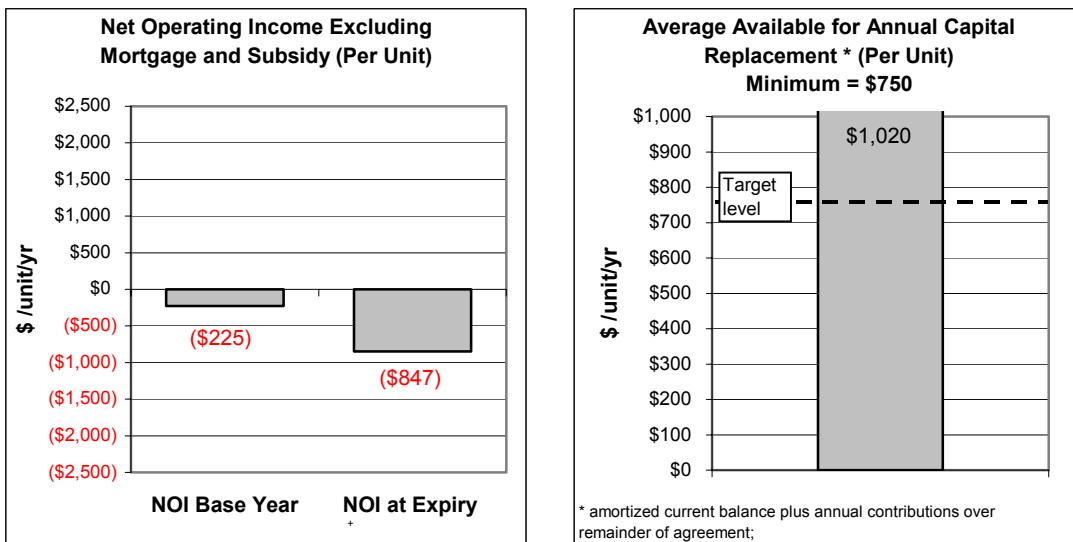 Net Operating Income Excluding
Mortgage and Subsidy (Per Unit)
$2,500
$2,000
$1,500
$1,000
$500
$0
($500)
($1,000)
($1,500)
($2,000)
($2,500)
$ /unit/yr
($225)
($847)
NOI Base Year
NOI at Expiry
+
Average Available for Annual Capital
Replacement * (Per Unit)
Minimum = $750
$1,000
$900
$800
$700
$600
$500
$400
$300
$200
$100
$0
$ /unit/yr
$1,020
Target
level
* amortized current balance plus annual contributions over
remainder of agreement;